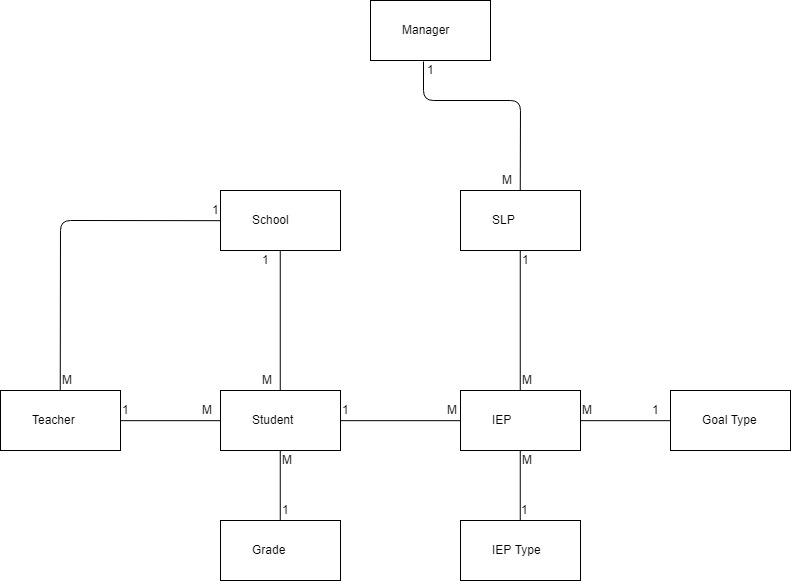 Manager
1
M
1
School
SLP
1
1
M
M
M
Teacher
1
M
Student
1
M
IEP
M
1
Goal Type
M
M
1
1
Grade
IEP Type